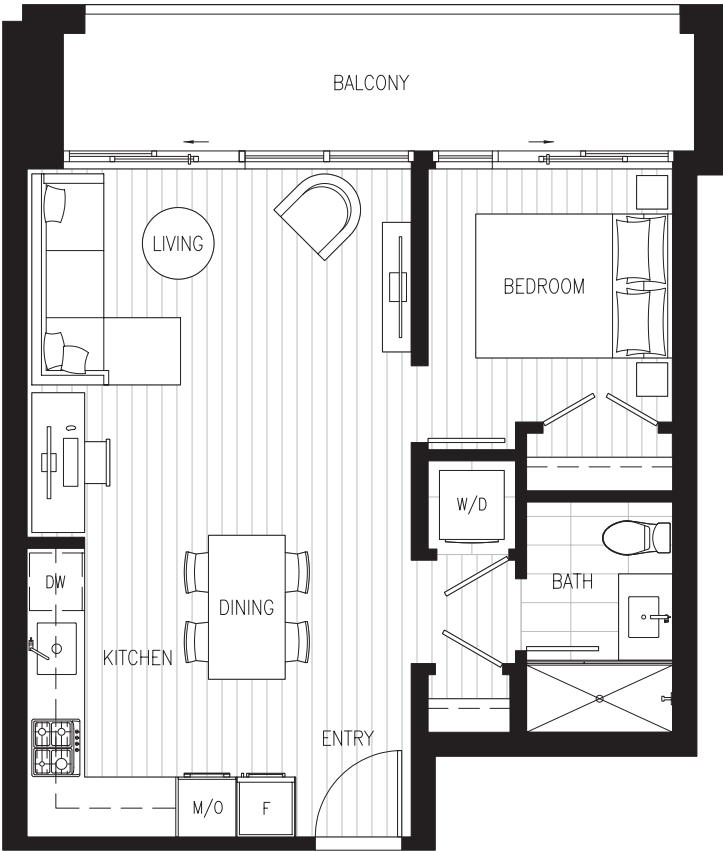 BALCONY
LIVING
BEDROOM
W/D
DW
BATH
DINING
KITCHEN
ENTRY
M/O
F